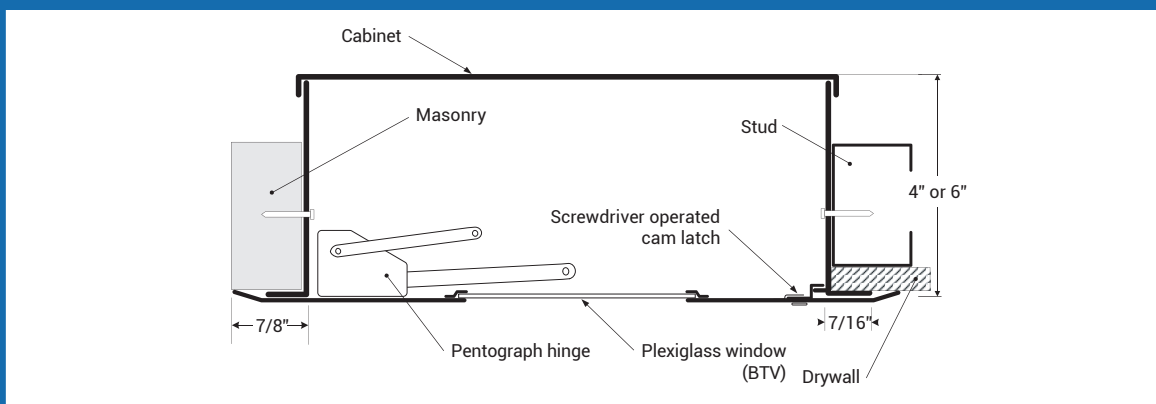 Cabinet
Masonry
Stud
4" or 6"
Screwdriver operated
cam latch
7/8"
7/16"
Pentograph hinge
Plexiglass window
(BTV)
Drywall